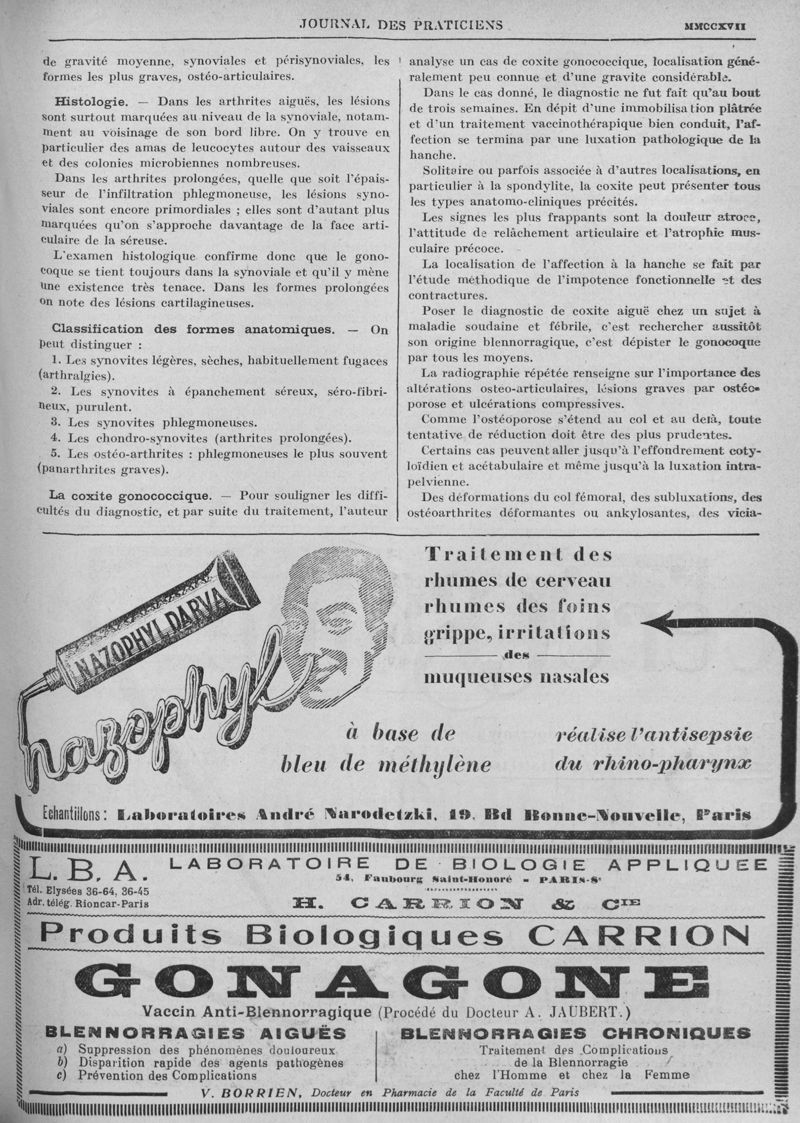 JOURNAL DES PRATICIENS
MMCCXVII
de gravité moyenne, synoviales et périsynoviales, les
formes les plus graves, ostéo-articulaires.
Histologie. — Dans les arthrites aiguës, les lésions
sont surtout marquées au niveau de la synoviale, notam-
ment au voisinage de son bord libre. On y trouve en
particulier des amas de leucocytes autour des vaisseaux
et des colonies microbiennes nombreuses.
Dans les arthrites prolongées, quelle que soit l'épais-
seur de l'infiltration phlegmoneuse, les lésions syno-
viales sont encore primordiales ; elles sont d'autant plus
marquées qu'on s'approche davantage de la face arti-
culaire de la séreuse.
L'examen histologique confirme donc que le gono-
coque se tient toujours dans la synoviale et qu'il y mène
une existence très tenace. Dans les formes prolongées
on note des lésions cartilagineuses.
Classification des formes anatomiques. — On
peut distinguer :
1. Les synovites légères, sèches, habituellement fugaces
(arthralgies).
2. Les synovites à épanchement séreux, séro-fibri-
neux, purulent.
3. Les synovites phlegmoneuses.
4. Les chondro-synovites (arthrites prolongées).
5. Les ostéo-arthrites : phlegmoneuses le plus souvent
(panarthrites graves).
La coxite gonococcique. — Pour souligner les diffi-
cultés du diagnostic, et par suite du traitement, l'auteur
analyse un cas de coxite gonococcique, localisation géné-
ralement peu connue et d'une gravite considérable.
Dans le cas donné, le diagnostic ne fut fait qu'au bout
de trois semaines. En dépit d'une immobilisation plâtrée
et d'un traitement vaccinothérapique bien conduit, l'af-
fection se termina par une luxation pathologique de la
hanche.
Solitaire ou parfois associée à d'autres localisations, en
particulier à la spondylite, la coxite peut présenter tous
les types anatomo-cliniques précités.
Les signes les plus frappants sont la douleur atroce,
l'attitude de relâchement articulaire et l'atrophie mus-
culaire précoce.
La localisation de l'affection à la hanche se fait par
l'étude méthodique de l'impotence fonctionnelle et des
contractures.
Poser le diagnostic de coxite aiguë chez un sujet à
maladie soudaine et fébrile, c'est rechercher aussitôt
son origine blennorragique, c'est dépister le gonocoque
par tous les moyens.
La radiographie répétée renseigne sur l'importance des
altérations osteo-articulaires, lésions graves par ostéo-
porose et ulcérations compressives.
Comme l'ostéoporose s'étend au col et au delà, toute
tentative de réduction doit être des plus prudentes.
Certains cas peuvent aller jusqu'à l'effondrement coty-
loïdien et acétabulaire et même jusqu'à la luxation intra-
pelvienne.
Des déformations du col fémoral, des subluxations, des
ostéoarthrites déformantes ou ankylosantes, des vicia-
NAZOPHYL DARVA
nazophyl
Traitement des
rhumes de cerveau
rhumes des foins
grippe, irritations
des
muqueuses nasales
à base de
bleu de méthylène
réalise l'antisepsie
du rhino-pharynx
Echantillons : Laboratoires André Narodetzki, 19, Bd Bonne-Nouvelle, Paris
L. B. A.
Tél. Elysées 36-64, 36-45
Adr. télég. Rioncar-Paris
LABORATOIRE DE BIOLOGIE APPLIQUEE
54, Faubourg Saint-Honoré - PARIS-8e
H. CARRION & CIE
Produits Biologiques CARRION
GONAGONE
Vaccin Anti-Blennorragique (Procédé du Docteur A. JAUBERT.)
BLENNORRAGIES AIGUËS
a) Suppression des phénomènes douloureux
b) Disparition rapide des agents pathogènes
c) Prévention des Complications
BLENNORRAGIES CHRONIQUES
Traitement des Complications
de la Blennorragie
chez l'Homme et chez la Femme
V. BORRIEN, Docteur en Pharmacie de la Faculté de Paris